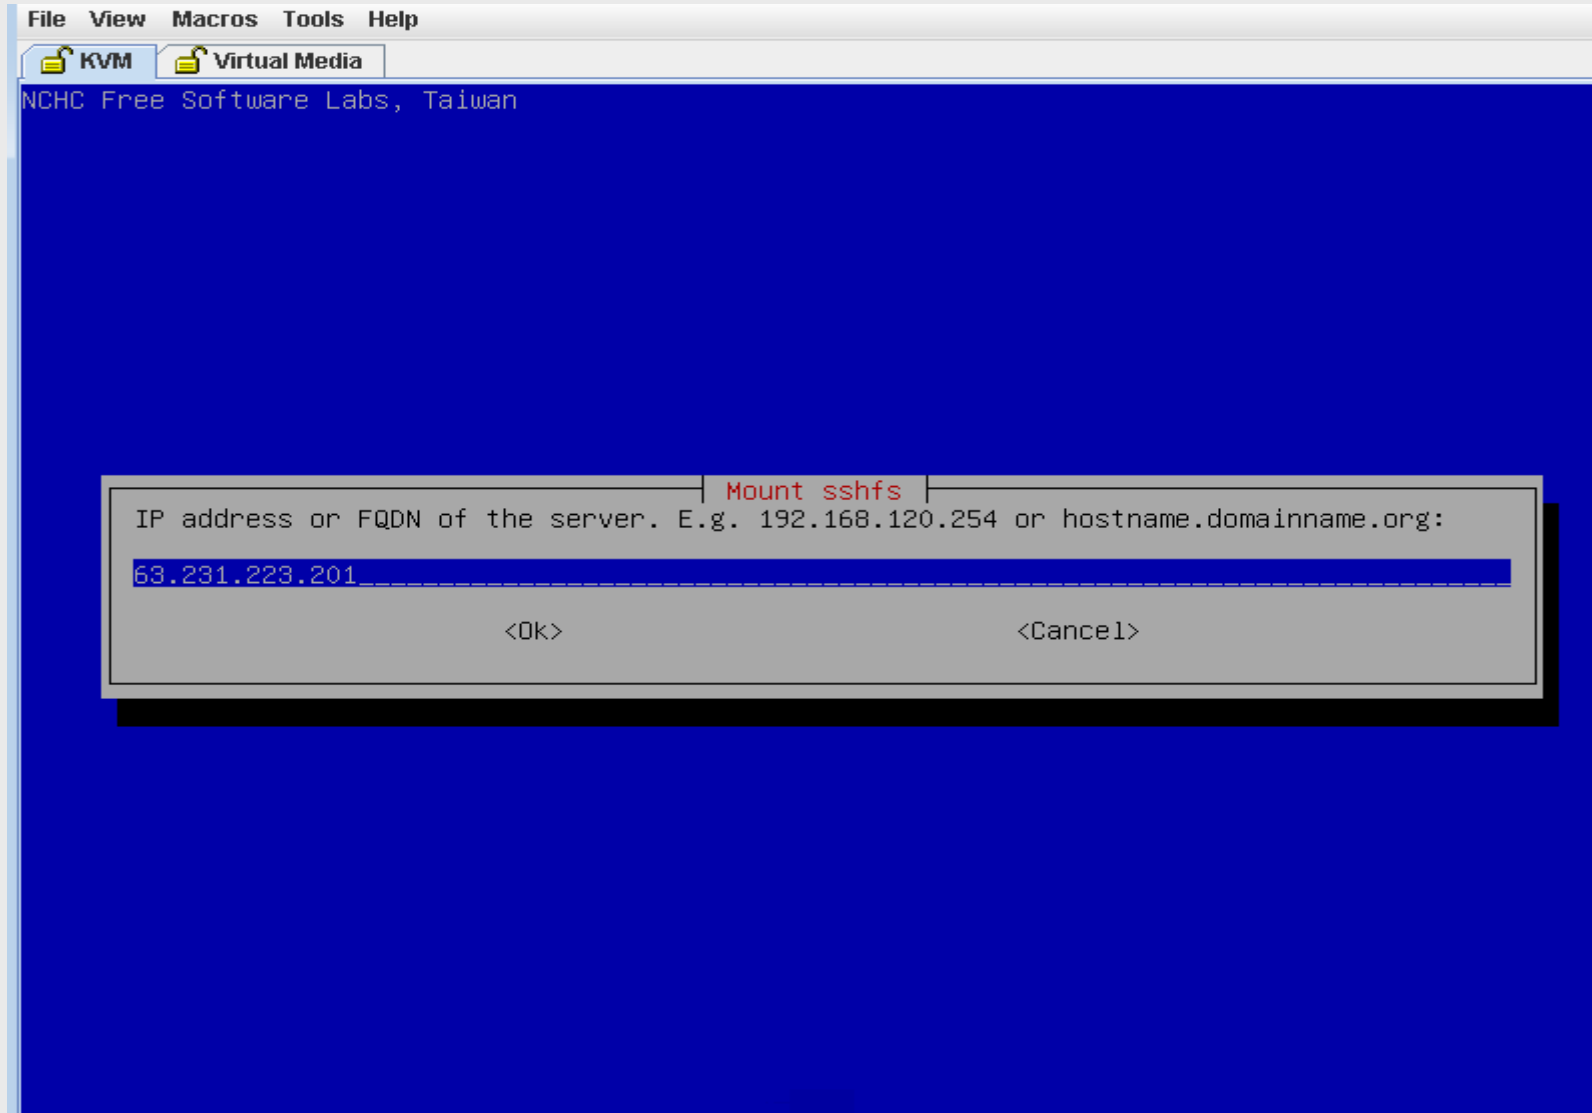 File View Macros Tools Help
KVM Virtual Media
NCHC Free Software Labs, Taiwan
Mount sshfs
IP address or FQDN of the server. E.g. 192.168.120.254 or hostname.domainname.org:
63.231.223.201________________________________________________________________________
<Ok> <Cancel>